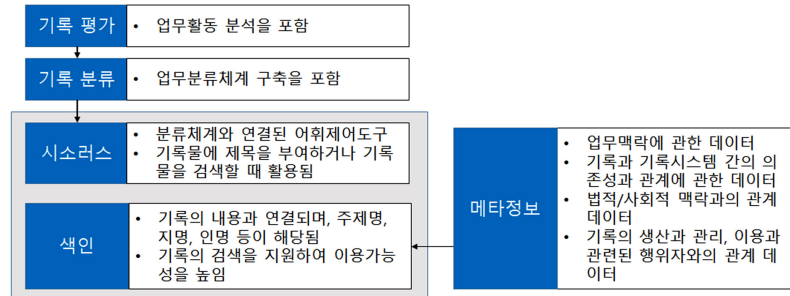 기록 평가
• 업무활동 분석을 포함
기록 분류
• 업무분류체계 구축을 포함
시소러스
• 분류체계와 연결된 어휘제어도구
• 기록물에 제목을 부여하거나 기록
물을 검색할 때 활용됨
색인
• 기록의 내용과 연결되며, 주제명,
지명, 인명 등이 해당됨
• 기록의 검색을 지원하여 이용가능
성을 높임
메타정보
• 업무맥락에 관한 데이터
• 기록과 기록시스템 간의 의
존성과 관계에 관한 데이터
• 법적/사회적 맥락과의 관계
데이터
• 기록의 생산과 관리, 이용과
관련된 행위자와의 관계 데
이터